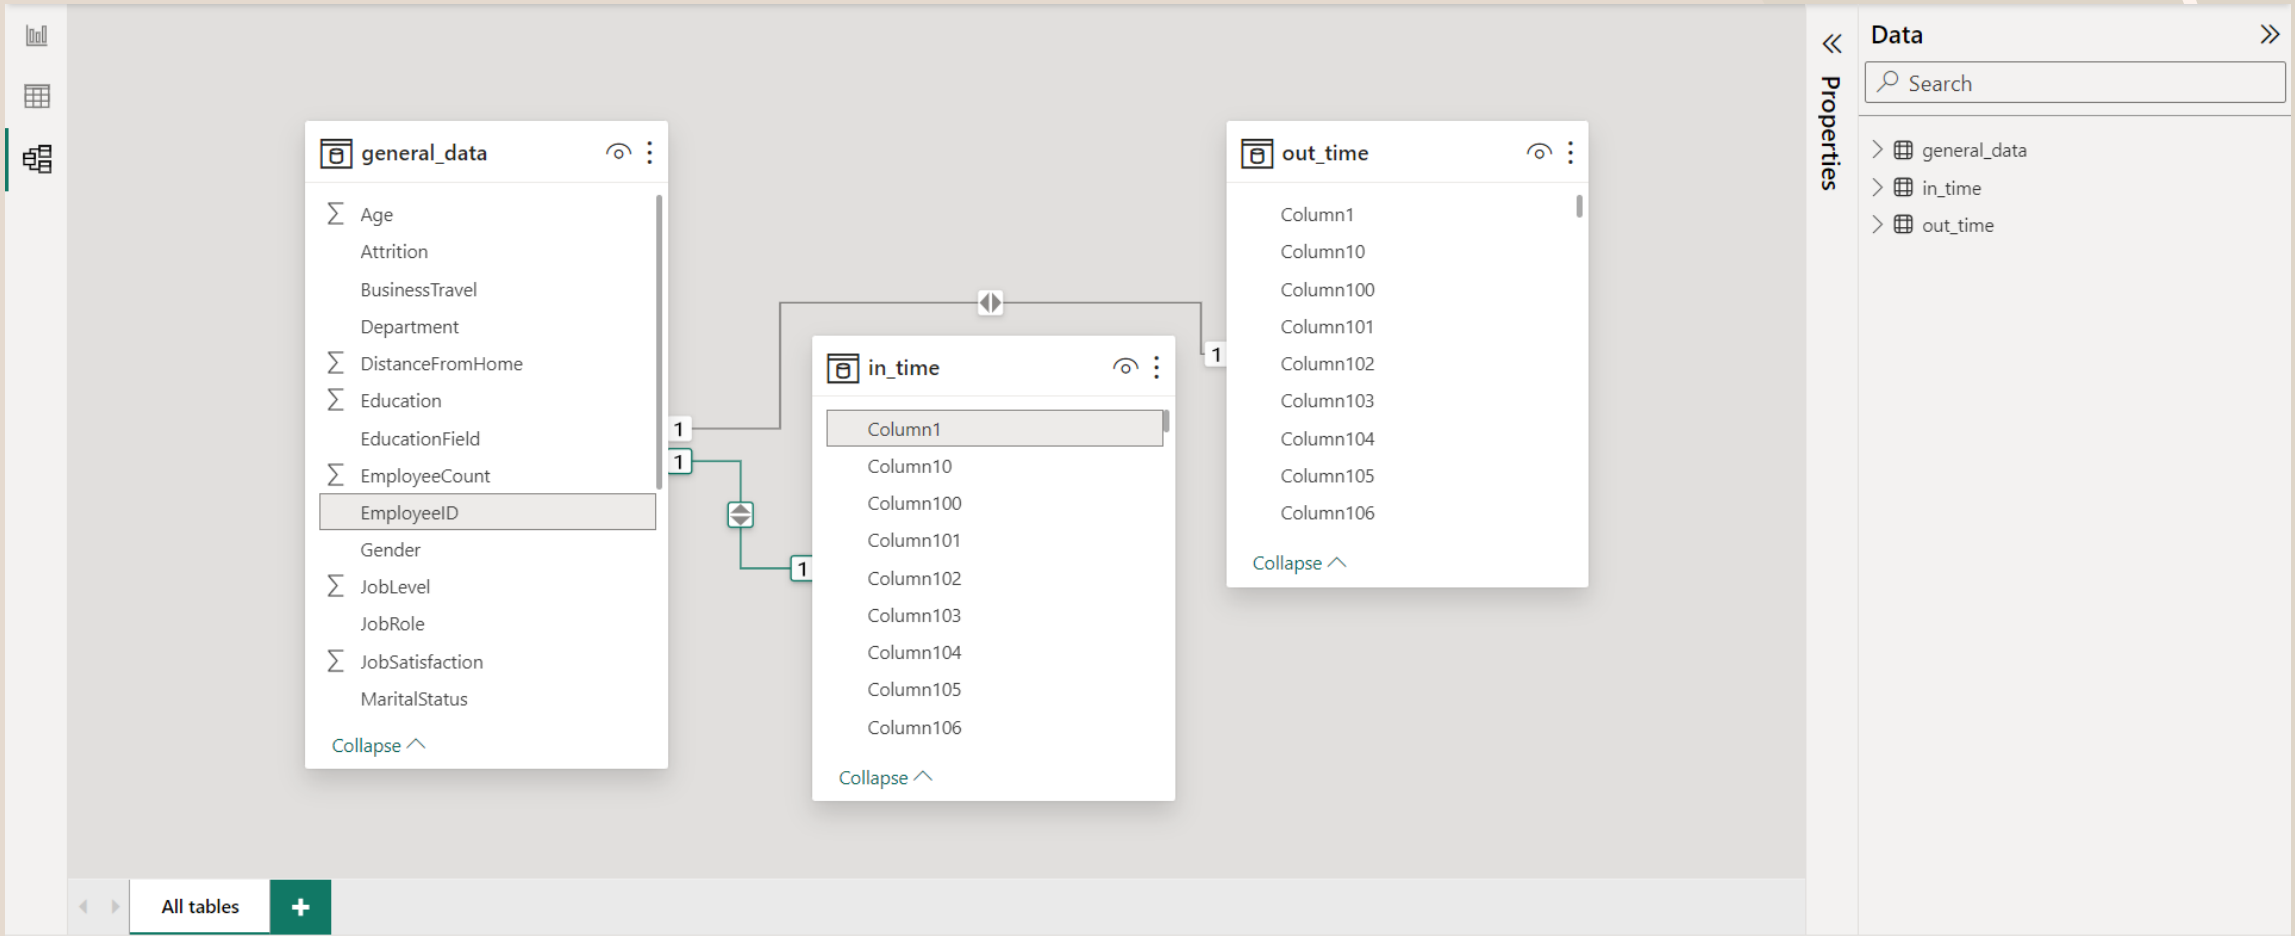 general_data
Age
Attrition
BusinessTravel
Department
DistanceFromHome
Education
EducationField
EmployeeCount
EmployeeID
Gender
JobLevel
JobRole
JobSatisfaction
MaritalStatus
Collapse
1
1
1
1
in_time
Column1
Column10
Column100
Column101
Column102
Column103
Column104
Column105
Column106
Collapse
out_time
Column1
Column10
Column100
Column101
Column102
Column103
Column104
Column105
Column106
Collapse
Properties
Data
Search
general_data
in_time
out_time
All tables